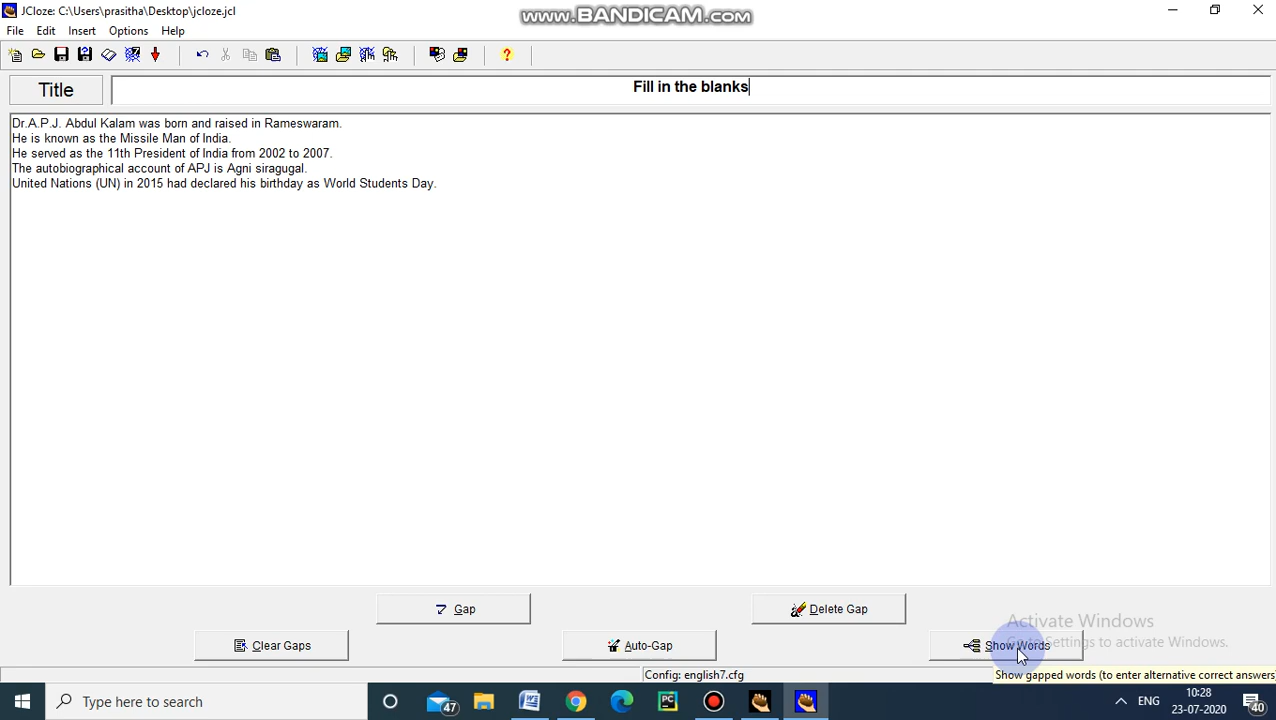 JCloze: C:\Users\prasitha\Desktop\jcloze.jcl
www.BANDICAM.com
File Edit Insert Options Help
Title
Fill in the blanks
Dr.A.P.J. Abdul Kalam was born and raised in Rameswaram.
He is known as the Missile Man of India.
He served as the 11th President of India from 2002 to 2007.
The autobiographical account of APJ is Agni siragugal.
United Nations (UN) in 2015 had declared his birthday as World Students Day.
Gap
Delete Gap
Activate Windows
Clear Gaps
Auto-Gap
Show Words
Go to Settings to activate Windows.
Config: english7.cfg
Show gapped words (to enter alternative correct answers
Type here to search
47
ENG
10:28
23-07-2020
40